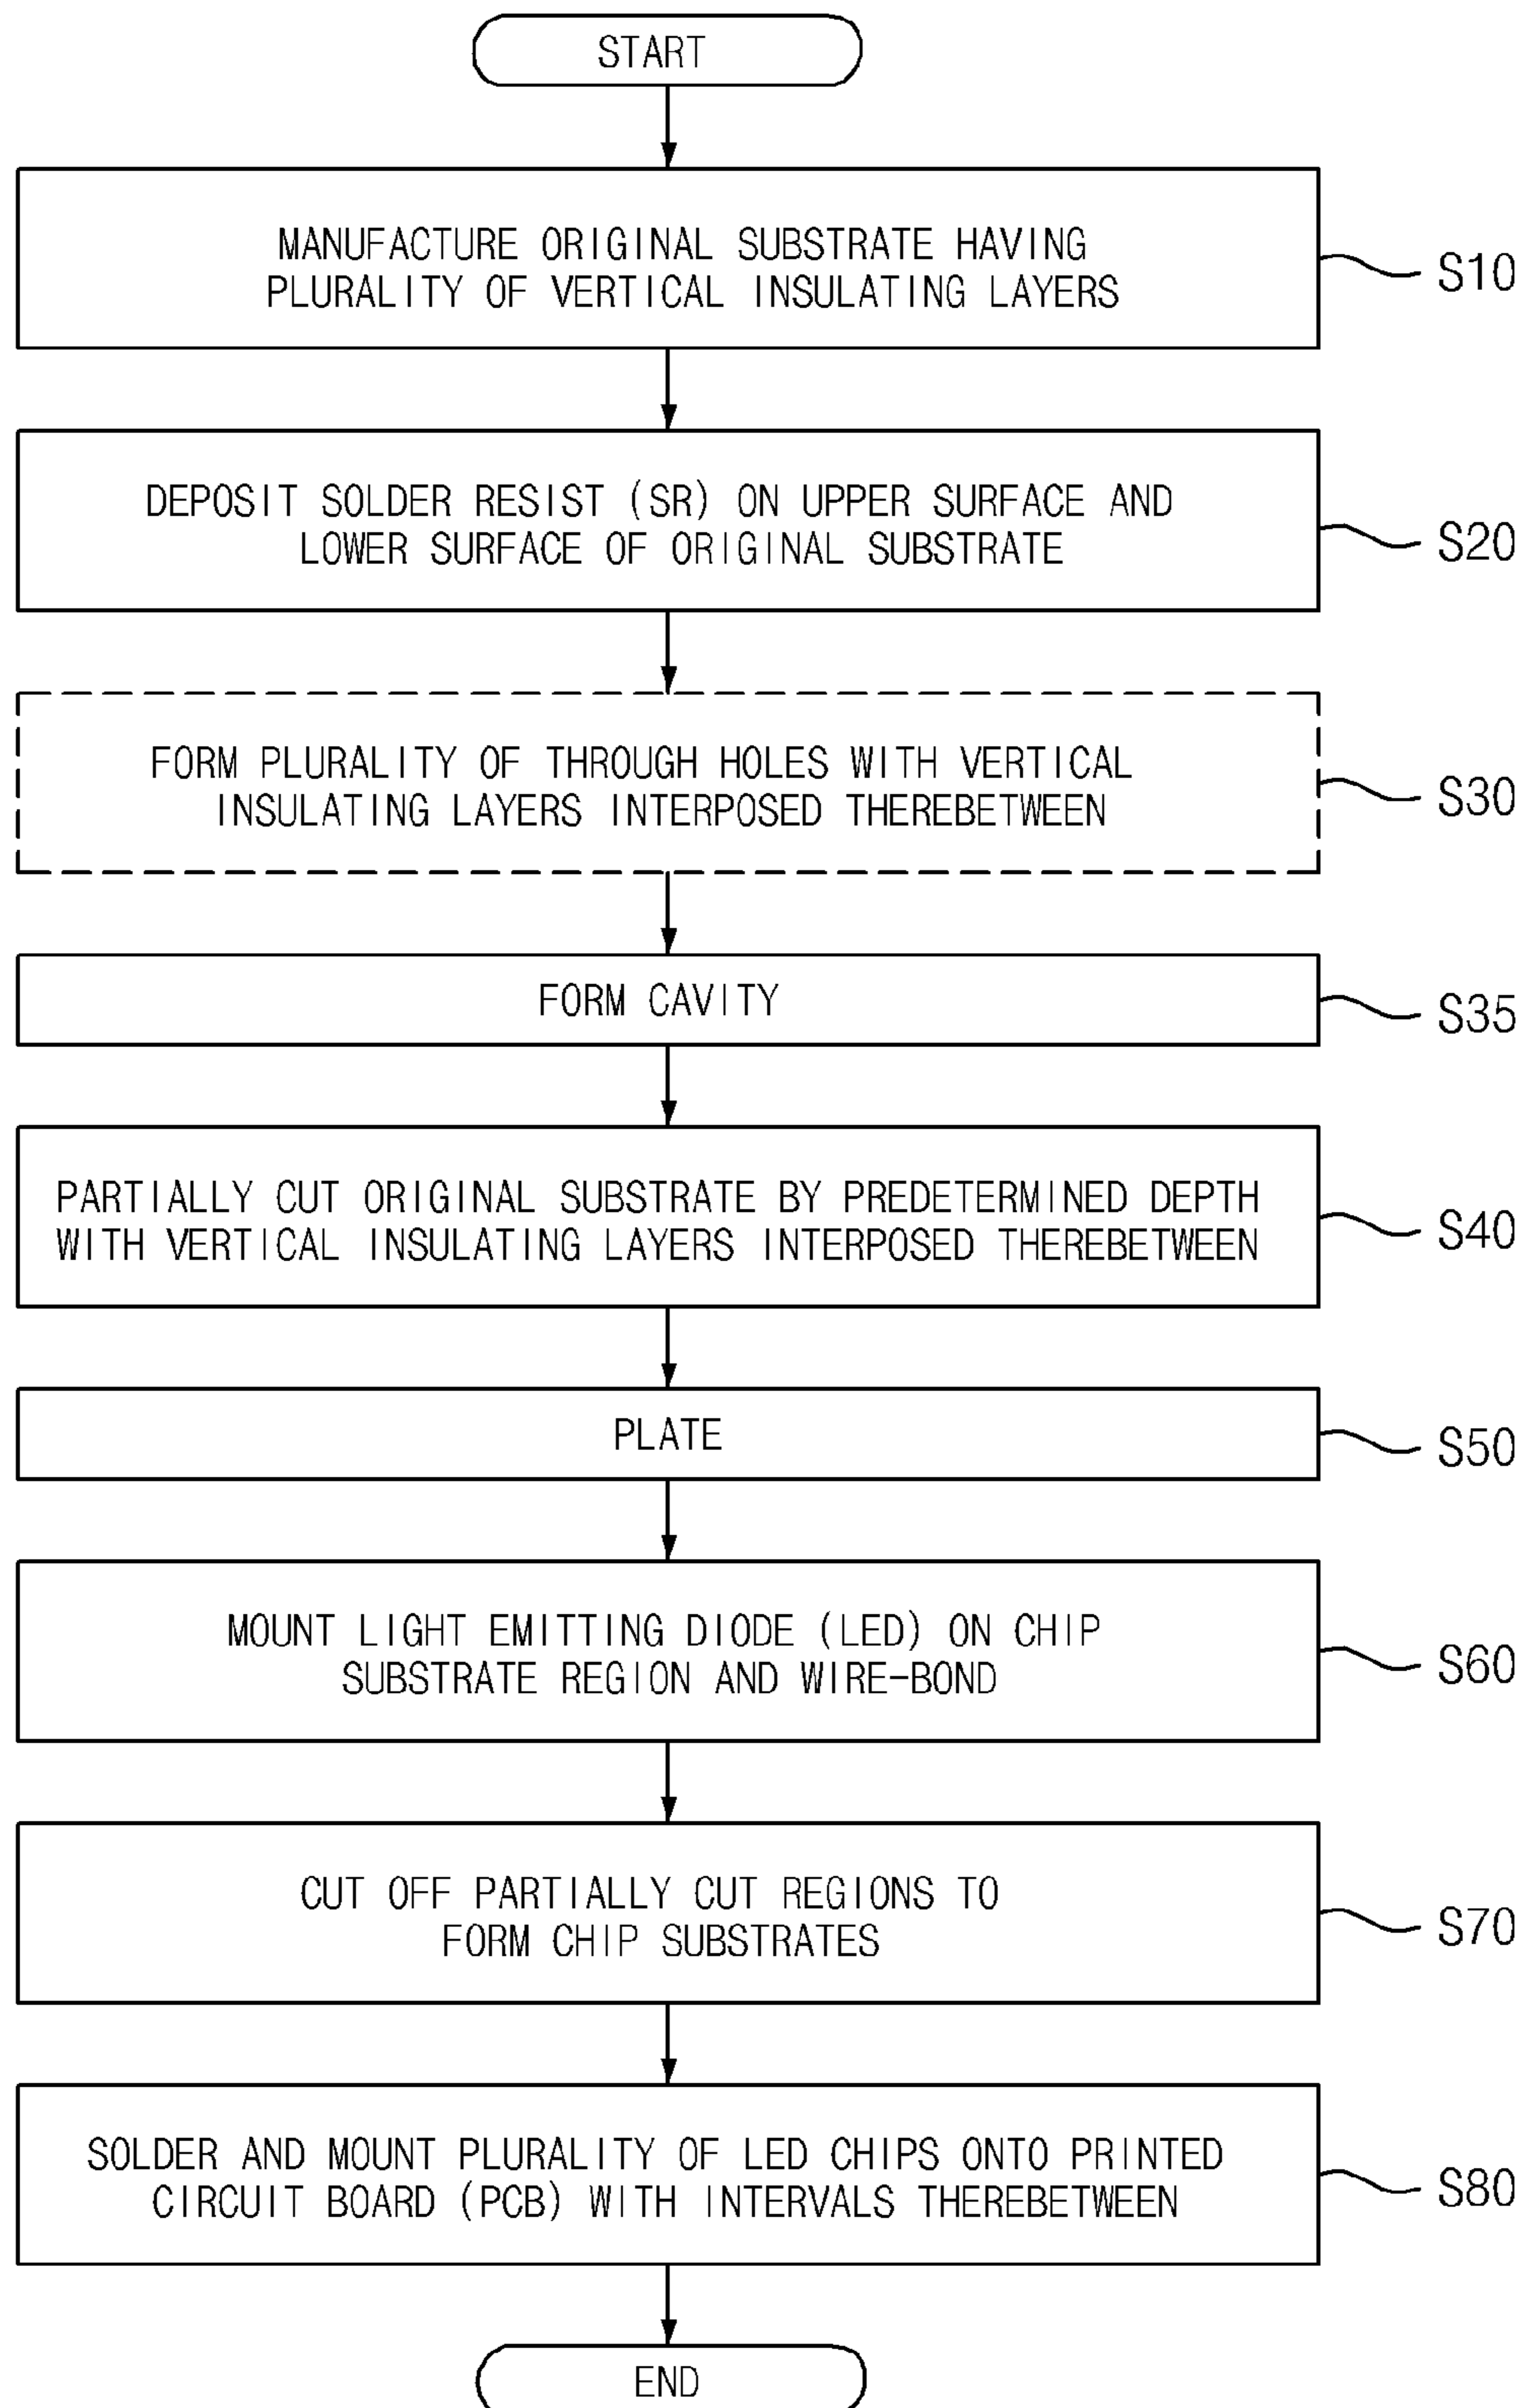 START
MANUFACTURE ORIGINAL SUBSTRATE HAVING
PLURALITY OF VERTICAL INSULATING LAYERS
S10
DEPOSIT SOLDER RESIST (SR) ON UPPER SURFACE AND
LOWER SURFACE OF ORIGINAL SUBSTRATE
S20
FORM PLURALITY OF THROUGH HOLES WITH VERTICAL
INSULATING LAYERS INTERPOSED THEREBETWEEN
S30
FORM CAVITY
S35
PARTIALLY CUT ORIGINAL SUBSTRATE BY PREDETERMINED DEPTH
WITH VERTICAL INSULATING LAYERS INTERPOSED THEREBETWEEN
S40
PLATE
S50
MOUNT LIGHT EMITTING DIODE (LED) ON CHIP
SUBSTRATE REGION AND WIRE-BOND
S60
CUT OFF PARTIALLY CUT REGIONS TO
FORM CHIP SUBSTRATES
S70
SOLDER AND MOUNT PLURALITY OF LED CHIPS ONTO PRINTED
CIRCUIT BOARD (PCB) WITH INTERVALS THEREBETWEEN
S80
END